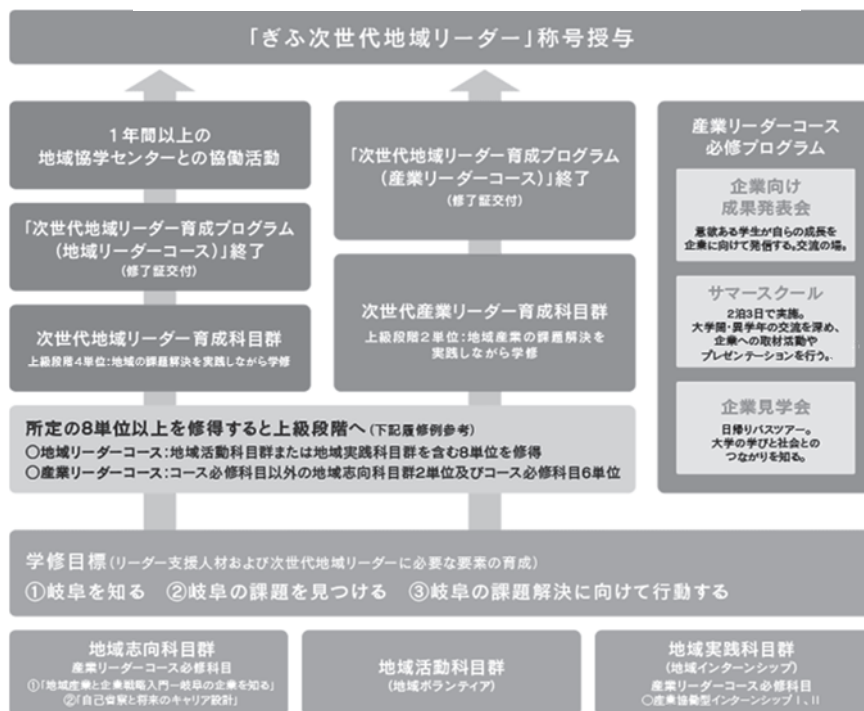 「ぎふ次世代地域リーダー」称号授与
1年間以上の
地域協学センターとの協働活動
「次世代地域リーダー育成プログラム
(地域リーダーコース)」終了
(修了証交付)
次世代地域リーダー育成科目群
上級段階4単位:地域の課題解決を実践しながら学修
「次世代地域リーダー育成プログラム
(産業リーダーコース)」終了
(修了証交付)
次世代産業リーダー育成科目群
上級段階2単位:地域産業の課題解決を
実践しながら学修
産業リーダーコース
必修プログラム
企業向け
成果発表会
意欲ある学生が自らの成長を
企業に向けて発信する。交流の場。
サマースクール
2泊3日で実施。
大学間・異学年の交流を深め、
企業への取材活動や
プレゼンテーションを行う。
企業見学会
日帰りバスツアー。
大学の学びと社会との
つながりを知る。
所定の8単位以上を修得すると上級段階へ(下記履修例参考)
○地域リーダーコース:地域活動科目群または地域実践科目群を含む8単位を修得
○産業リーダーコース:コース必修科目以外の地域志向科目群2単位及びコース必修科目6単位
学修目標(リーダー支援人材および次世代地域リーダーに必要な要素の育成)
①岐阜を知る ②岐阜の課題を見つける ③岐阜の課題解決に向けて行動する
地域志向科目群
産業リーダーコース必修科目
①「地域産業と企業戦略入門ー岐阜の企業を知る」
②「自己省察と将来のキャリア設計」
地域活動科目群
(地域ボランティア)
地域実践科目群
(地域インターンシップ)
産業リーダーコース必修科目
○産業協働型インターンシップⅠ、Ⅱ